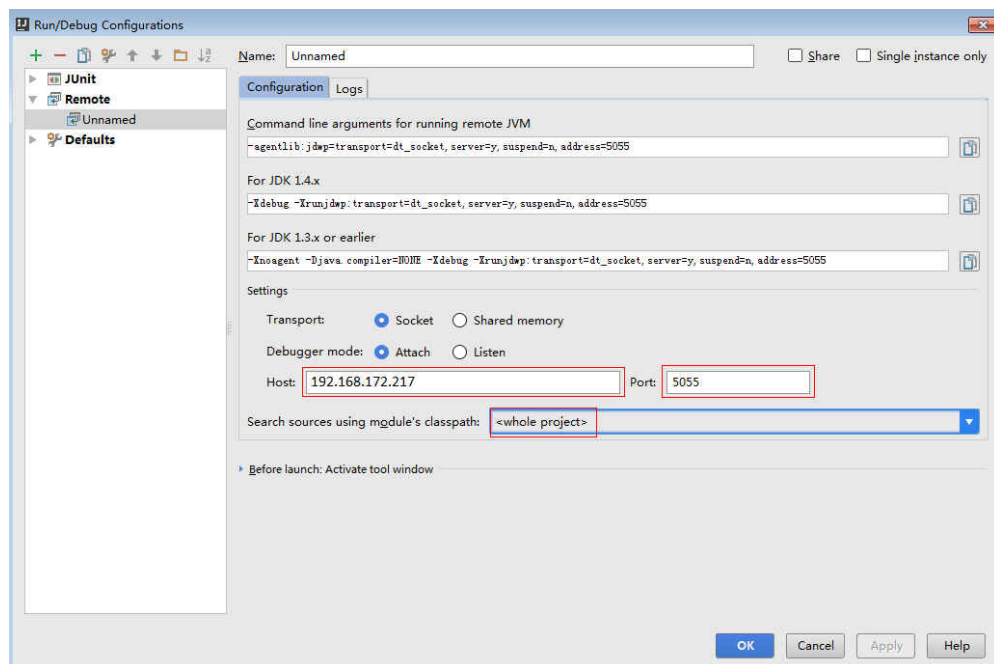 Run/Debug Configurations
JUnit
Remote
Unnamed
Defaults
Name: Unnamed
Share
Single instance only
Configuration
Logs
Command line arguments for running remote JVM
-agentlib:jdwp=transport=dt_socket, server=y, suspend=n, address=5055
For JDK 1.4.x
-Xdebug -Xrunjdwp:transport=dt_socket, server=y, suspend=n, address=5055
For JDK 1.3.x or earlier
-Xnoagent -Djava.compiler=NONE -Xdebug -Xrunjdwp:transport=dt_socket, server=y, suspend=n, address=5055
Settings
Transport: Socket Shared memory
Debugger mode: Attach Listen
Host: 192.168.172.217 Port: 5055
Search sources using module's classpath: <whole project>
Before launch: Activate tool window
OK Cancel Apply Help